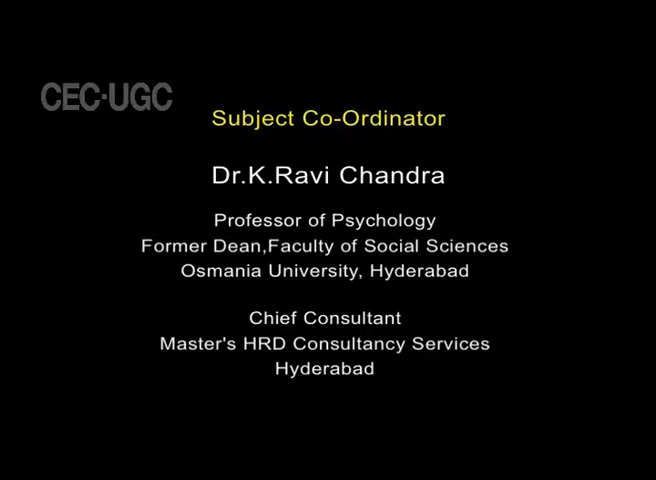 CEC·UGC
Subject Co-Ordinator
Dr.K.Ravi Chandra
Professor of Psychology
Former Dean,Faculty of Social Sciences
Osmania University, Hyderabad
Chief Consultant
Master's HRD Consultancy Services
Hyderabad